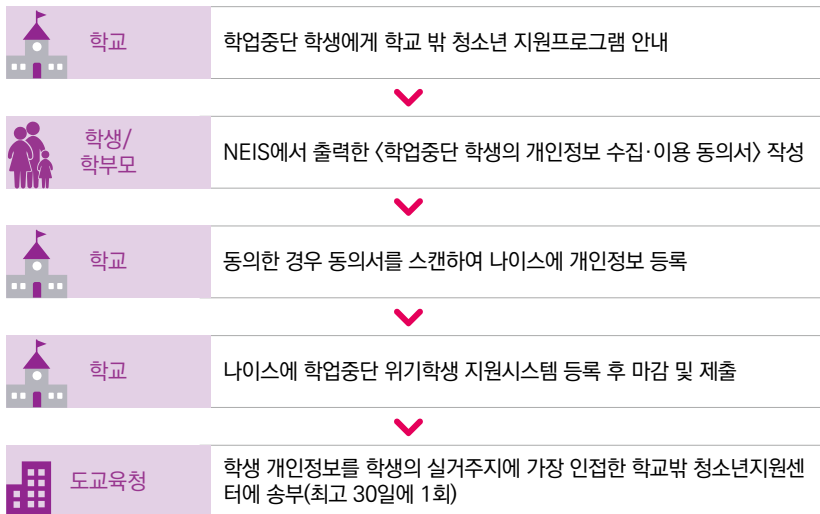 학교
학업중단 학생에게 학교 밖 청소년 지원프로그램 안내
학생/
학부모
NEIS에서 출력한 〈학업중단 학생의 개인정보 수집·이용 동의서〉 작성
학교
동의한 경우 동의서를 스캔하여 나이스에 개인정보 등록
학교
나이스에 학업중단 위기학생 지원시스템 등록 후 마감 및 제출
도교육청
학생 개인정보를 학생의 실거주지에 가장 인접한 학교밖 청소년지원센
터에 송부(최고 30일에 1회)